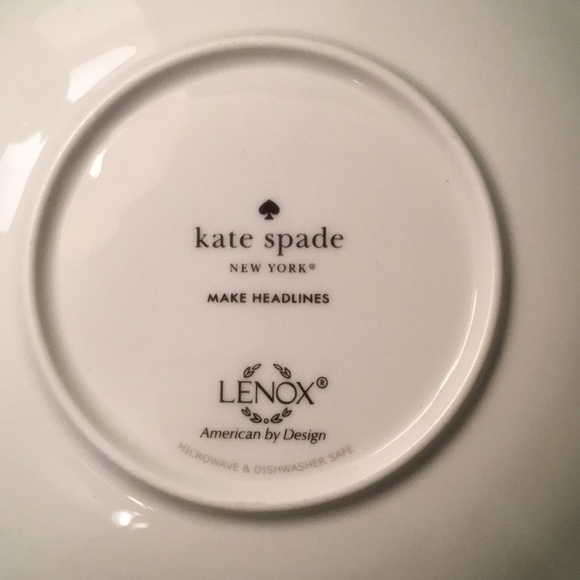 kate spade
NEW YORK®
MAKE HEADLINES
LENOX®
American by Design
MICROWAVE & DISHWASHER SAFE